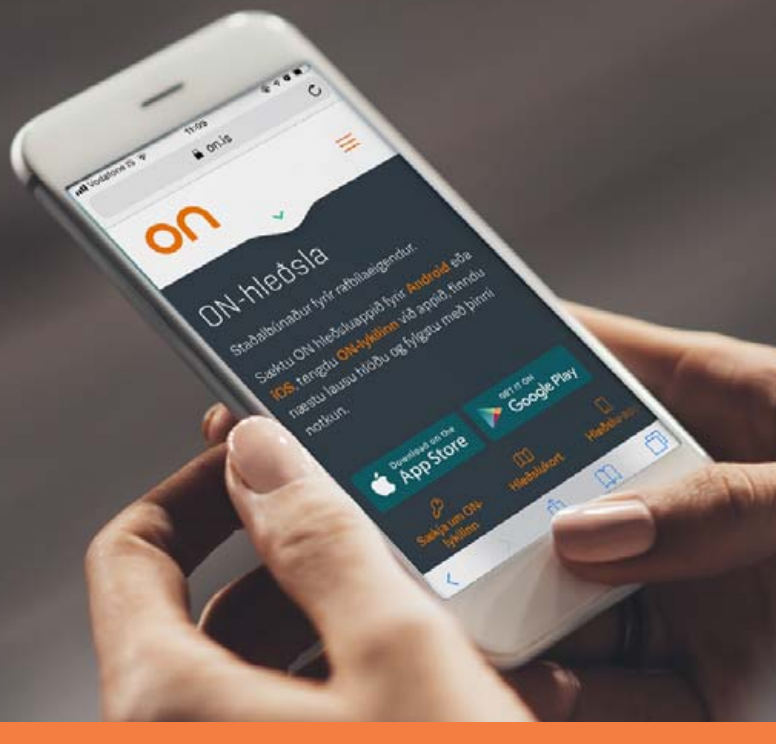 Vodafone IS
11:09
on.is
on
ON-hleðsla
Staðalbúnaður fyrir rafbílaeigendur.
Sæktu ON hleðsluappið fyrir Android eða
iOS, tengdu ON-lykilinn við appið, finndu
næstu lausu hlöðu og fylgstu með þinni
notkun.
Download on the
App Store
GET IT ON
Google Play
Sækja um ON-
lykilinn
Hleðslukort